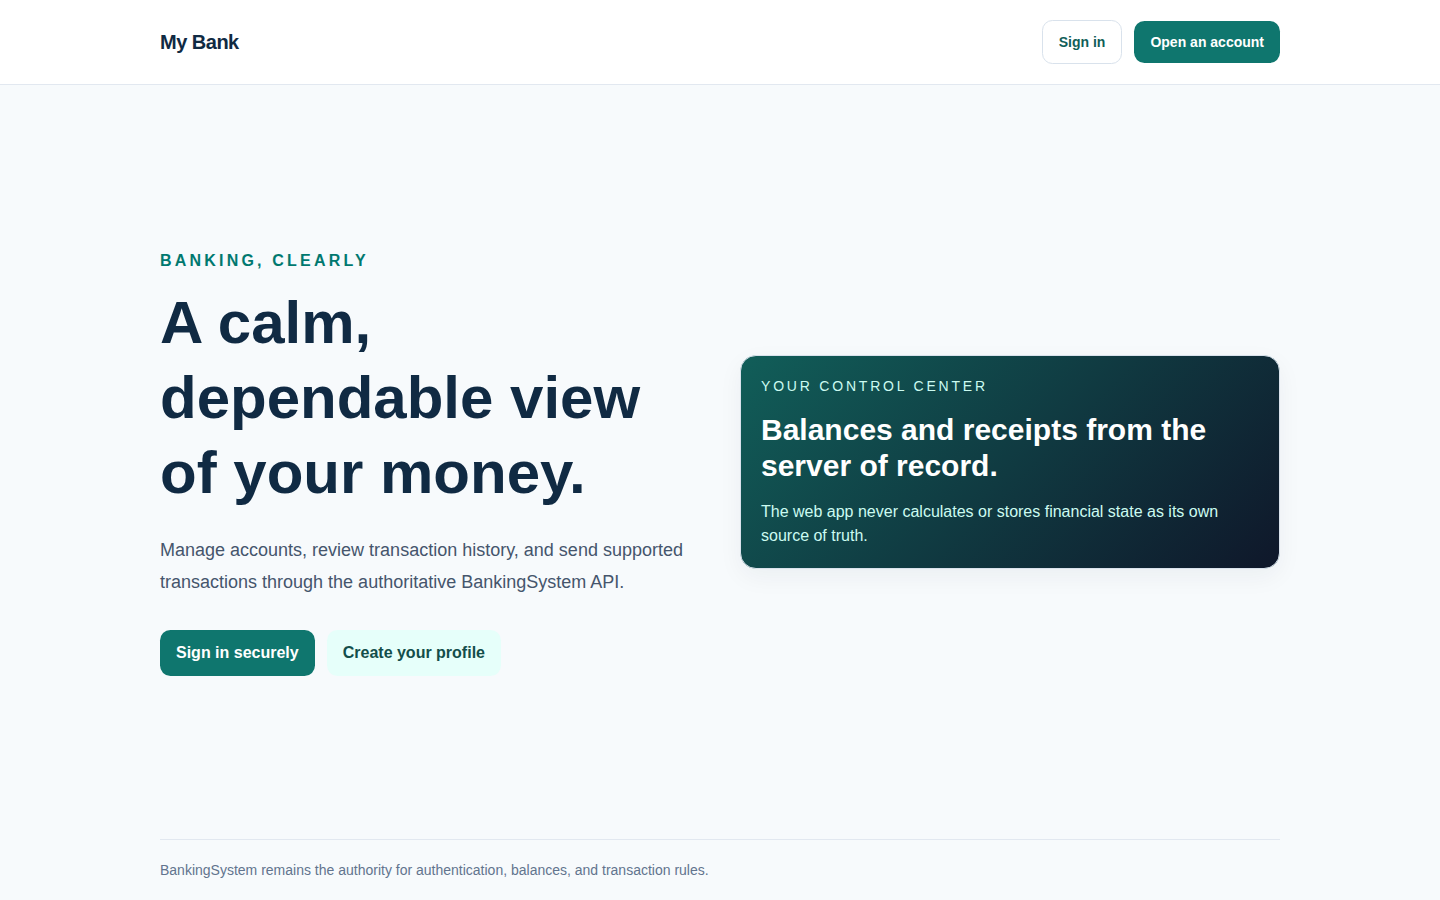 My Bank
Sign in
Open an account
BANKING, CLEARLY
A calm,
dependable view
of your money.
Manage accounts, review transaction history, and send supported
transactions through the authoritative BankingSystem API.
Sign in securely
Create your profile
YOUR CONTROL CENTER
Balances and receipts from the
server of record.
The web app never calculates or stores financial state as its own
source of truth.
BankingSystem remains the authority for authentication, balances, and transaction rules.